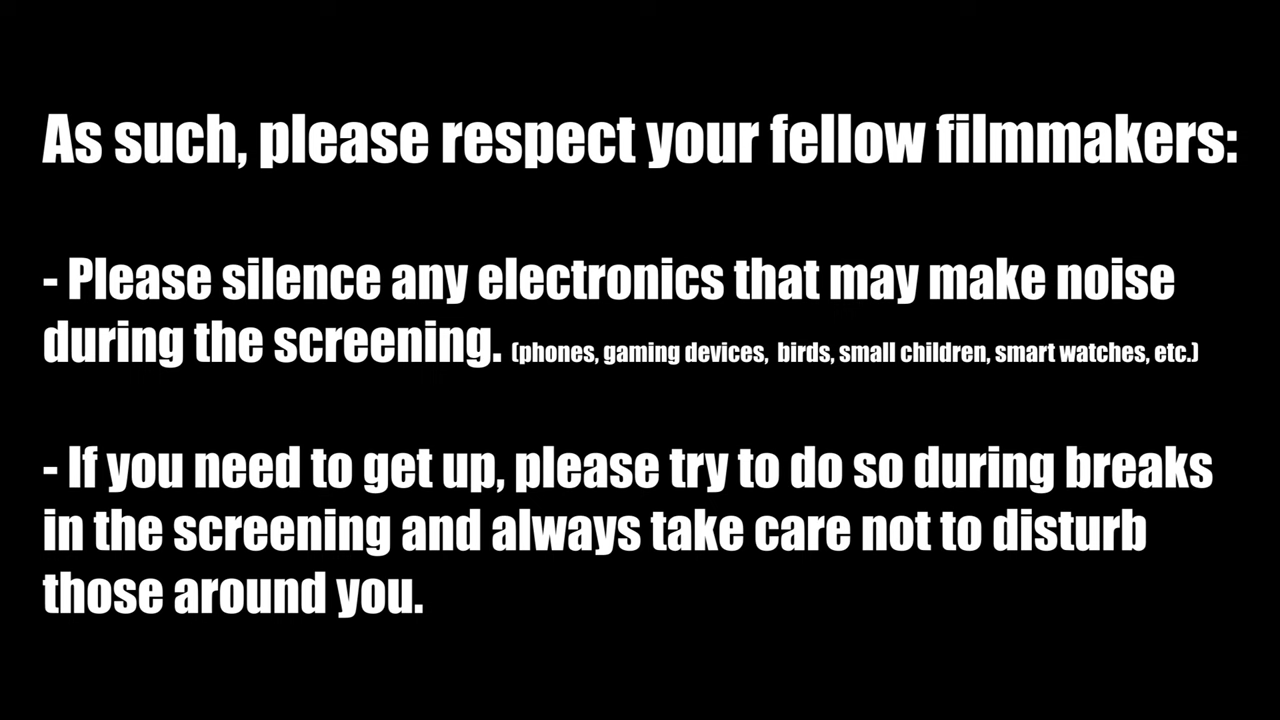 As such, please respect your fellow filmmakers:
- Please silence any electronics that may make noise
during the screening. (phones, gaming devices,  birds, small children, smart watches, etc.)
- If you need to get up, please try to do so during breaks
in the screening and always take care not to disturb
those around you.